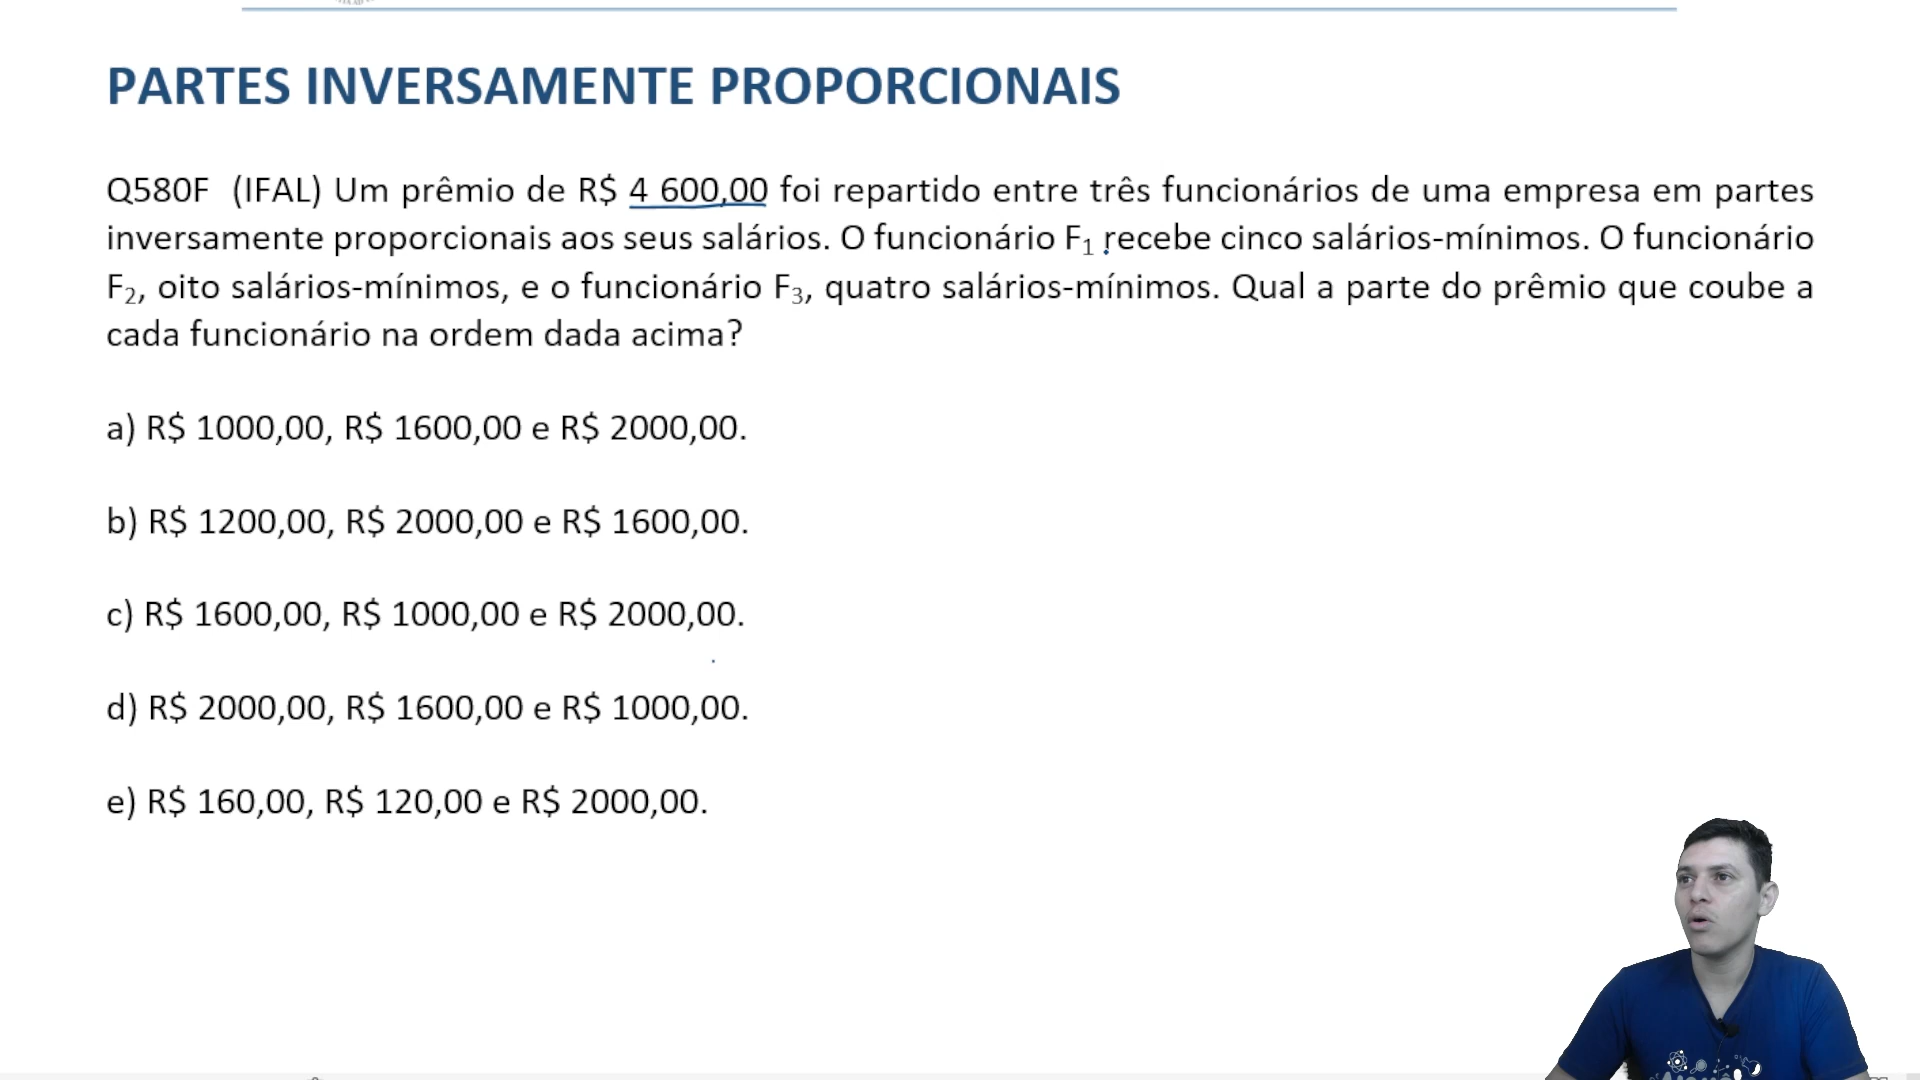 PARTES INVERSAMENTE PROPORCIONAIS
Q580F (IFAL) Um prêmio de R$ 4 600,00 foi repartido entre três funcionários de uma empresa em partes
inversamente proporcionais aos seus salários. O funcionário F₁ recebe cinco salários-mínimos. O funcionário
F₂, oito salários-mínimos, e o funcionário F₃, quatro salários-mínimos. Qual a parte do prêmio que coube a
cada funcionário na ordem dada acima?
a) R$ 1000,00, R$ 1600,00 e R$ 2000,00.
b) R$ 1200,00, R$ 2000,00 e R$ 1600,00.
c) R$ 1600,00, R$ 1000,00 e R$ 2000,00.
d) R$ 2000,00, R$ 1600,00 e R$ 1000,00.
e) R$ 160,00, R$ 120,00 e R$ 2000,00.